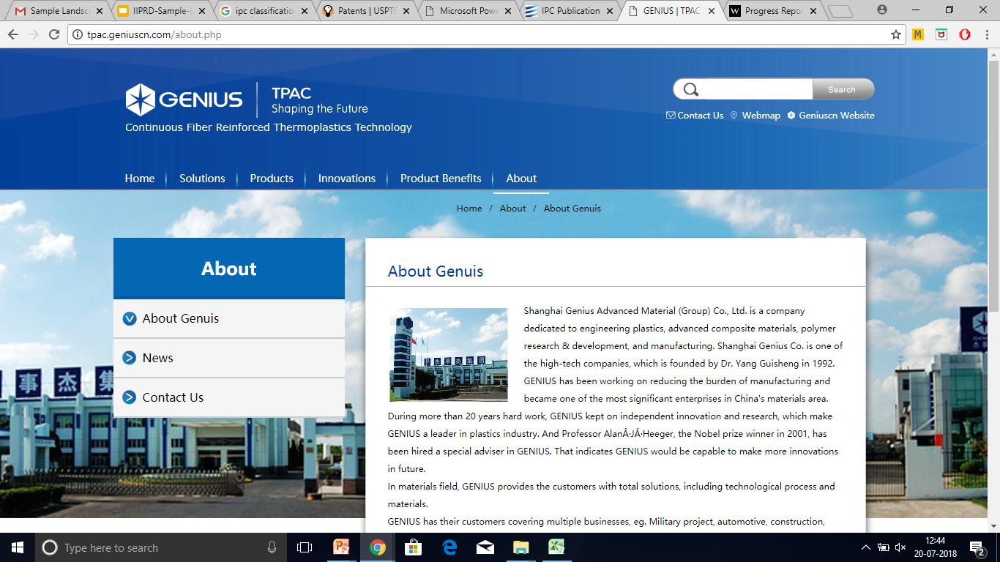 Sample Landsca
IIPRD-Sample-L
ipc classificatio
Patents | USPTO
Microsoft Powe
IPC Publication
GENIUS | TPAC
Progress Repor
tpac.geniuscn.com/about.php
GENIUS
TPAC
Shaping the Future
Continuous Fiber Reinforced Thermoplastics Technology
Search
Contact Us
Webmap
Geniuscn Website
Home
Solutions
Products
Innovations
Product Benefits
About
Home / About / About Genuis
About
About Genuis
News
Contact Us
About Genuis
Shanghai Genius Advanced Material (Group) Co., Ltd. is a company
dedicated to engineering plastics, advanced composite materials, polymer
research & development, and manufacturing. Shanghai Genius Co. is one of
the high-tech companies, which is founded by Dr. Yang Guisheng in 1992.
GENIUS has been working on reducing the burden of manufacturing and
became one of the most significant enterprises in China's materials area.
During more than 20 years hard work, GENIUS kept on independent innovation and research, which make
GENIUS a leader in plastics industry. And Professor AlanÂ·JÂ·Heeger, the Nobel prize winner in 2001, has
been hired a special adviser in GENIUS. That indicates GENIUS would be capable to make more innovations
in future.
In materials field, GENIUS provides the customers with total solutions, including technological process and
materials.
GENIUS has their customers covering multiple businesses, eg. Military project, automotive, construction,
事杰集
杰事杰集团
Type here to search
12:44
20-07-2018
2